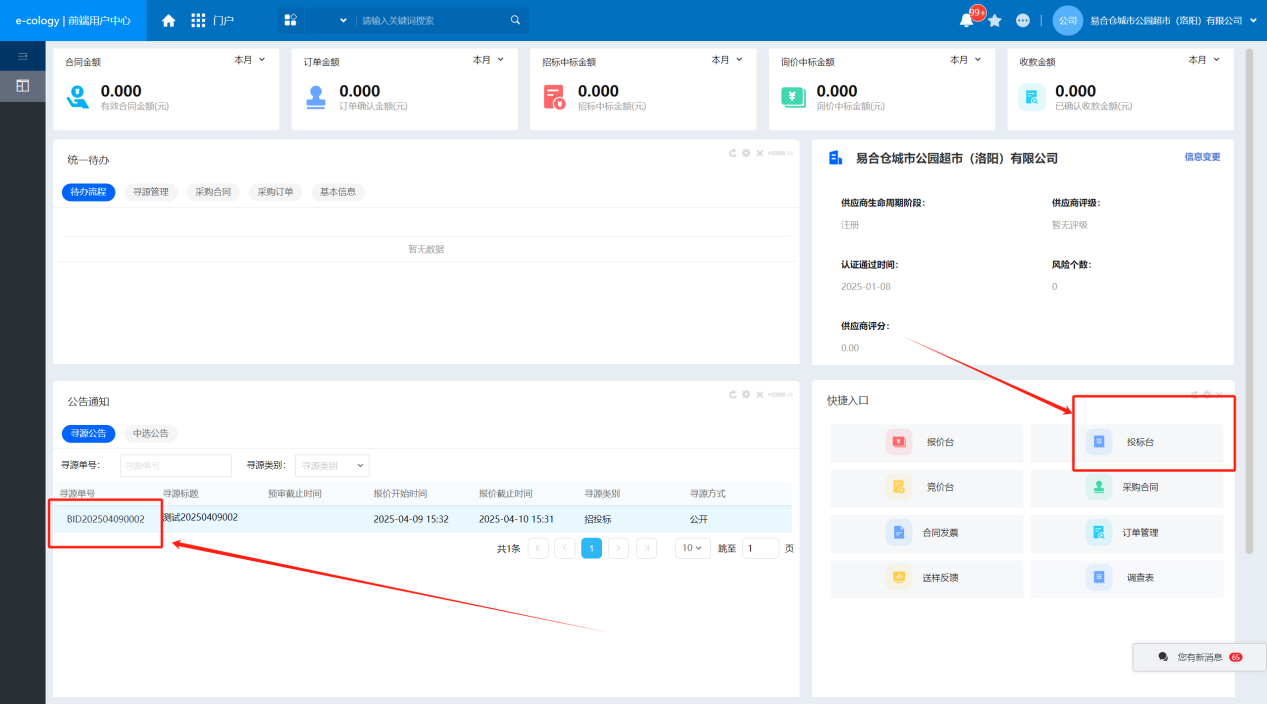 e-cology | 前端用户中心
门户
请输入关键词搜索
99+
公司
易合仓城市公园超市（洛阳）有限公司
合同金额 本月
0.000
有效合同金额(元)
订单金额 本月
0.000
订单确认金额(元)
招标中标金额 本月
0.000
招标中标金额(元)
询价中标金额 本月
0.000
询价中标金额(元)
收款金额 本月
0.000
已确认收款金额(元)
统一待办
HOME
待办流程 寻源管理 采购合同 采购订单 基本信息
暂无数据
易合仓城市公园超市（洛阳）有限公司 信息变更
供应商生命周期阶段: 供应商评级:
注册 暂无评级
认证通过时间: 风险个数:
2025-01-08 0
供应商评分:
0.00
公告通知
HOME
寻源公告 中选公告
寻源单号: 寻源单号 寻源类别: 寻源类别
寻源单号 寻源标题 预审截止时间 报价开始时间 报价截止时间 寻源类别 寻源方式
BID202504090002 测试20250409002 2025-04-09 15:32 2025-04-10 15:31 招投标 公开
共1条 1 10 跳至 1 页
快捷入口
报价台 投标台
竞价台 采购合同
合同发票 订单管理
送样反馈 调查表
您有新消息 65